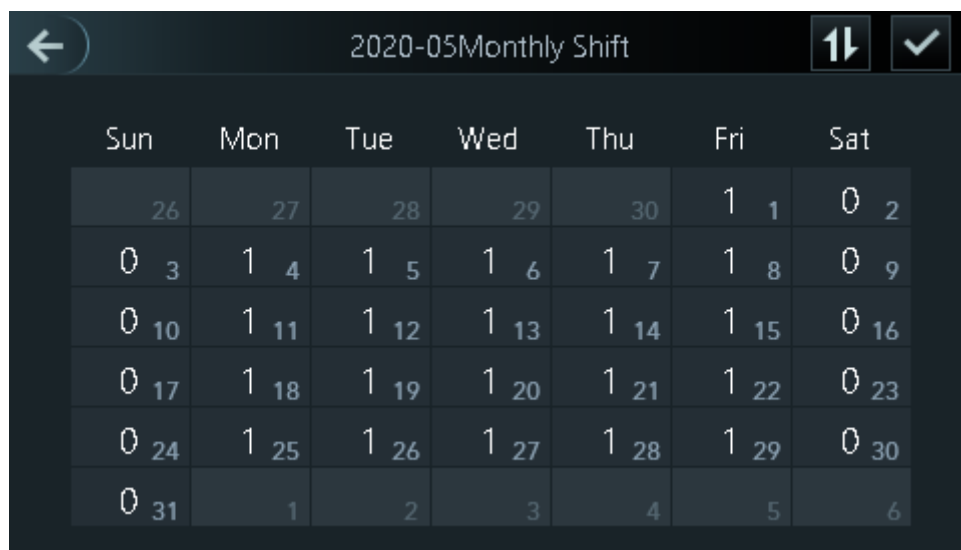 2020-05Monthly Shift
Sun Mon Tue Wed Thu Fri Sat
26 27 28 29 30 1 1 0 2
0 3 1 4 1 5 1 6 1 7 1 8 0 9
0 10 1 11 1 12 1 13 1 14 1 15 0 16
0 17 1 18 1 19 1 20 1 21 1 22 0 23
0 24 1 25 1 26 1 27 1 28 1 29 0 30
0 31 1 2 3 4 5 6